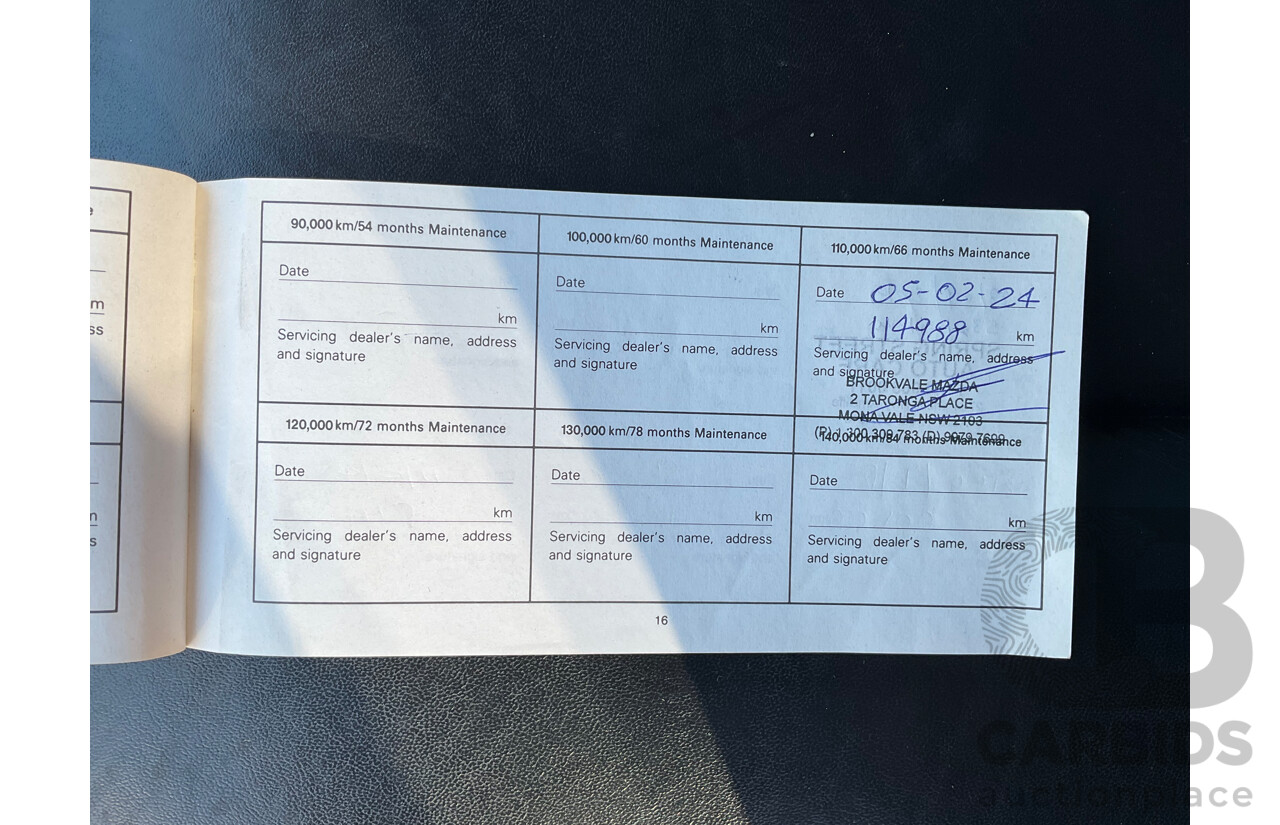 90,000 km/54 months Maintenance
Date
km
Servicing dealer's name, address
and signature
100,000 km/60 months Maintenance
Date
km
Servicing dealer's name, address
and signature
110,000 km/66 months Maintenance
Date 05-02-24
114988 km
Servicing dealer's name, address
and signature
BROOKVALE MAZDA
2 TARONGA PLACE
MONA VALE NSW 2103
120,000 km/72 months Maintenance
Date
km
Servicing dealer's name, address
and signature
130,000 km/78 months Maintenance
Date
km
Servicing dealer's name, address
and signature
140,000 km/84 months Maintenance
Date
km
Servicing dealer's name, address
and signature
16
m
ss
s
CARBIDS
auctionplace